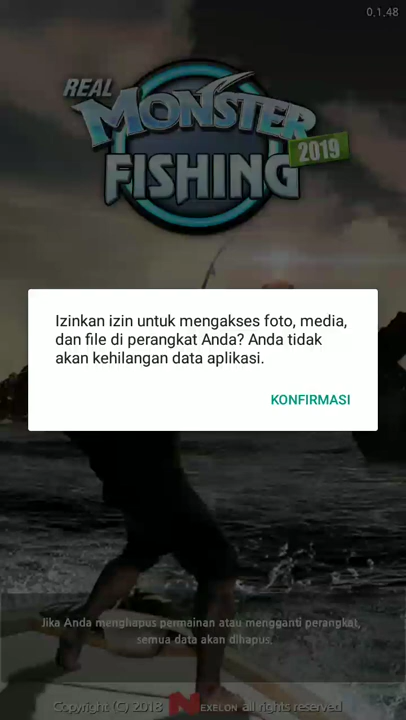 0.1.48
REAL
MONSTER
FISHING
2019
Izinkan izin untuk mengakses foto, media,
dan file di perangkat Anda? Anda tidak
akan kehilangan data aplikasi.
KONFIRMASI
Jika Anda menghapus permainan atau mengganti perangkat,
semua data akan dihapus.
Copyright (C) 2018 NEXELON all rights reserved